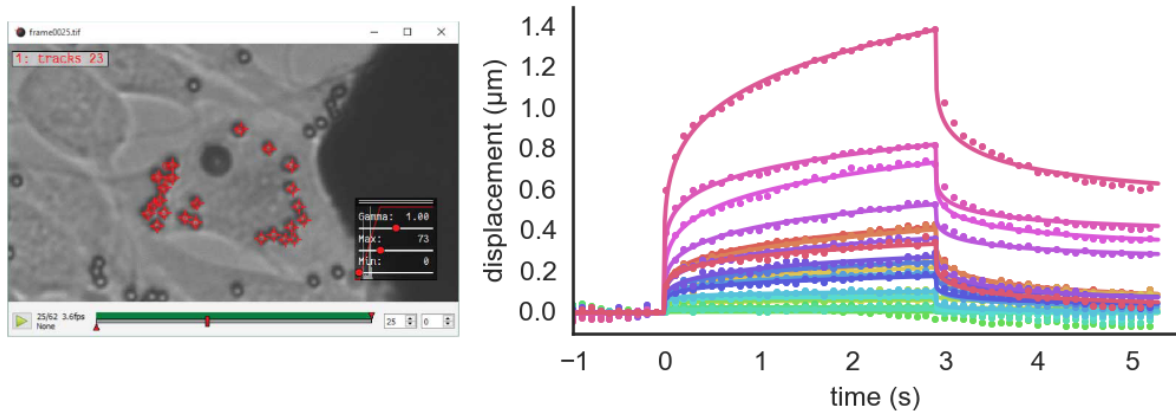 frame0025.tif
1: tracks 23
Gamma: 1.00
Max: 73
Min: 0
25/62 3.6fps
None
25
0
displacement (μm)
1.4
1.2
1.0
0.8
0.6
0.4
0.2
0.0
−1 0 1 2 3 4 5
time (s)